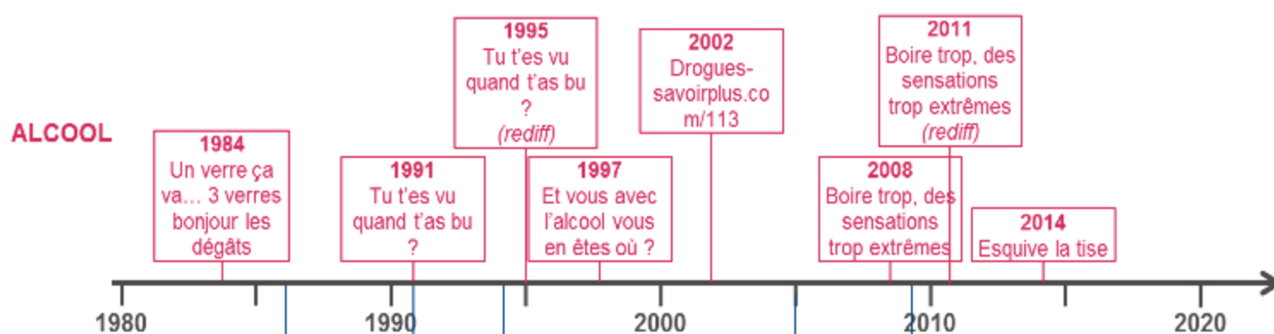 ALCOOL
1984
Un verre ça
va... 3 verres
bonjour les
dégâts
1991
Tu t'es vu
quand t'as bu
?
1995
Tu t'es vu
quand t'as bu
?
(rediff)
1997
Et vous avec
l'alcool vous
en êtes où ?
2002
Drogues-
savoirplus.co
m/113
2008
Boire trop, des
sensations
trop extrêmes
2011
Boire trop, des
sensations
trop extrêmes
(rediff)
2014
Esquive la tise
1980
1990
2000
2010
2020